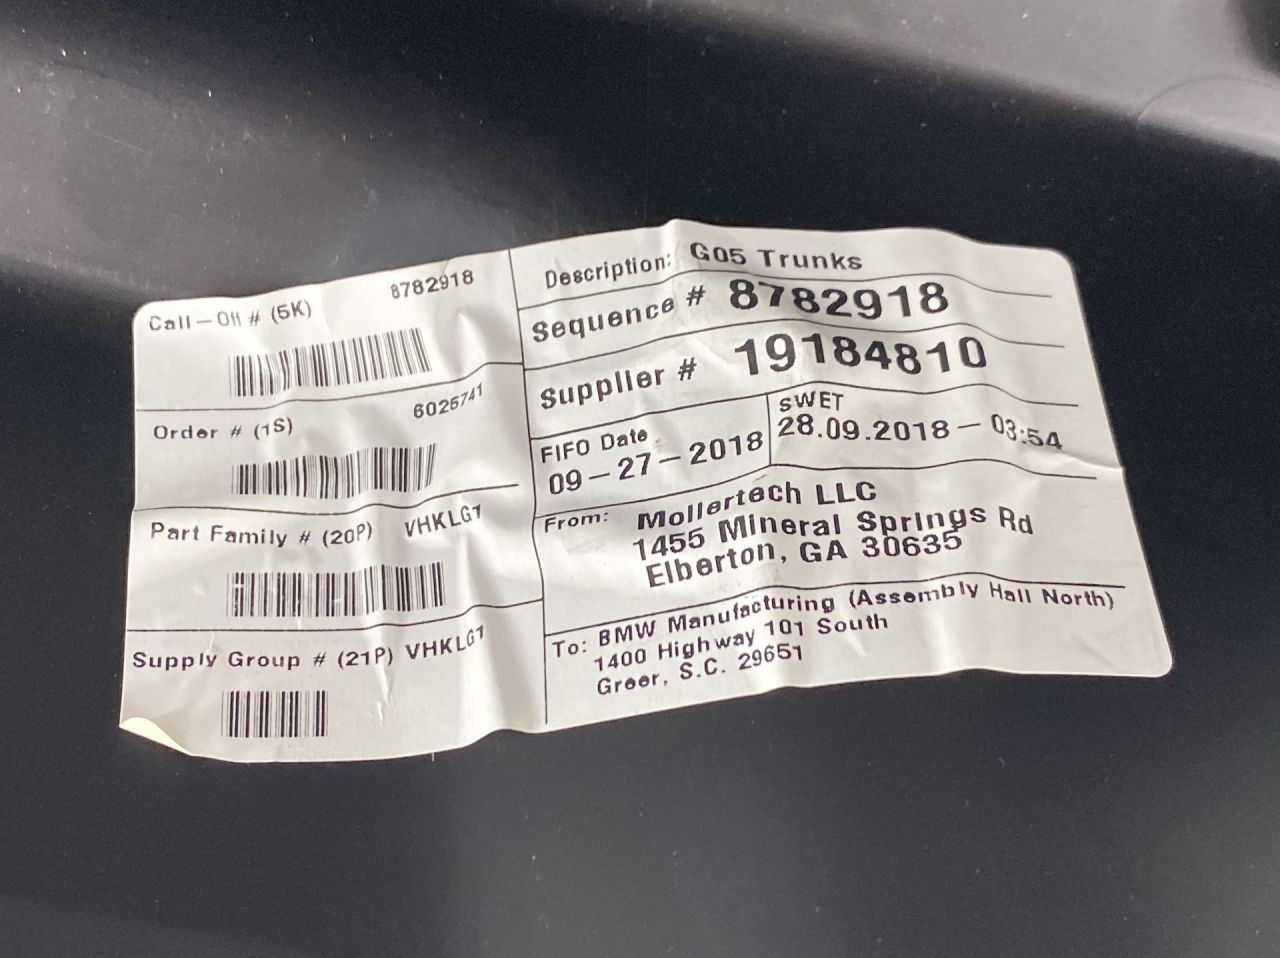 Call-Off # (5K) 8782918
Order # (1S) 6026741
Part Family # (20P) VHKLG1
Supply Group # (21P) VHKLG1
Description: G05 Trunks
Sequence # 8782918
Supplier # 19184810
FIFO Date
09-27-2018
SWET
28.09.2018 - 03:54
From: Mollertech LLC
1455 Mineral Springs Rd
Elberton, GA 30635
To: BMW Manufacturing (Assembly Hall North)
1400 Highway 101 South
Greer, S.C. 29651